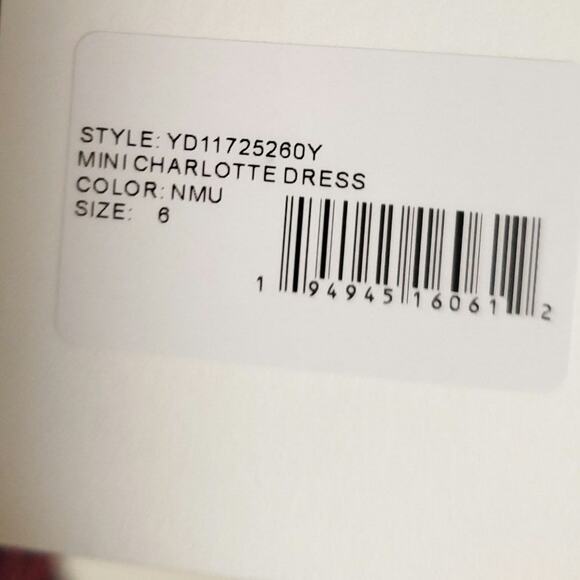 STYLE: YD11725260Y
MINI CHARLOTTE DRESS
COLOR: NMU
SIZE: 6
1 94945 16061 2